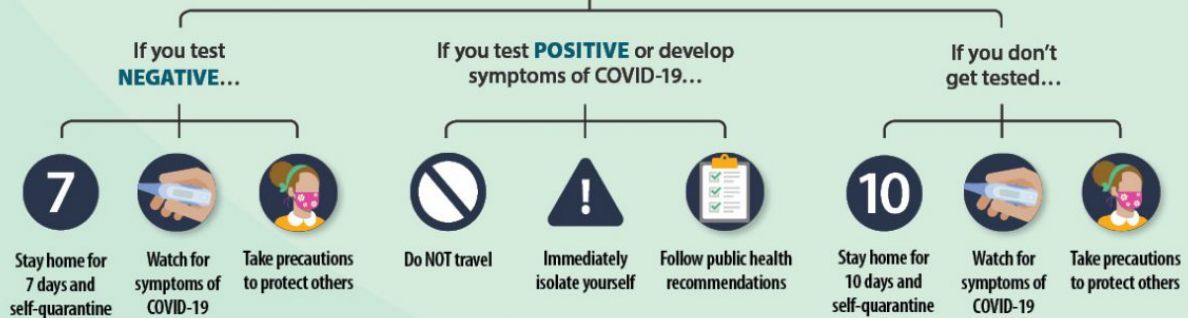 If you test
NEGATIVE...
If you test POSITIVE or develop
symptoms of COVID-19...
If you don't
get tested...
7
Stay home for
7 days and
self-quarantine
Watch for
symptoms of
COVID-19
Take precautions
to protect others
Do NOT travel
!
Immediately
isolate yourself
Follow public health
recommendations
10
Stay home for
10 days and
self-quarantine
Watch for
symptoms of
COVID-19
Take precautions
to protect others